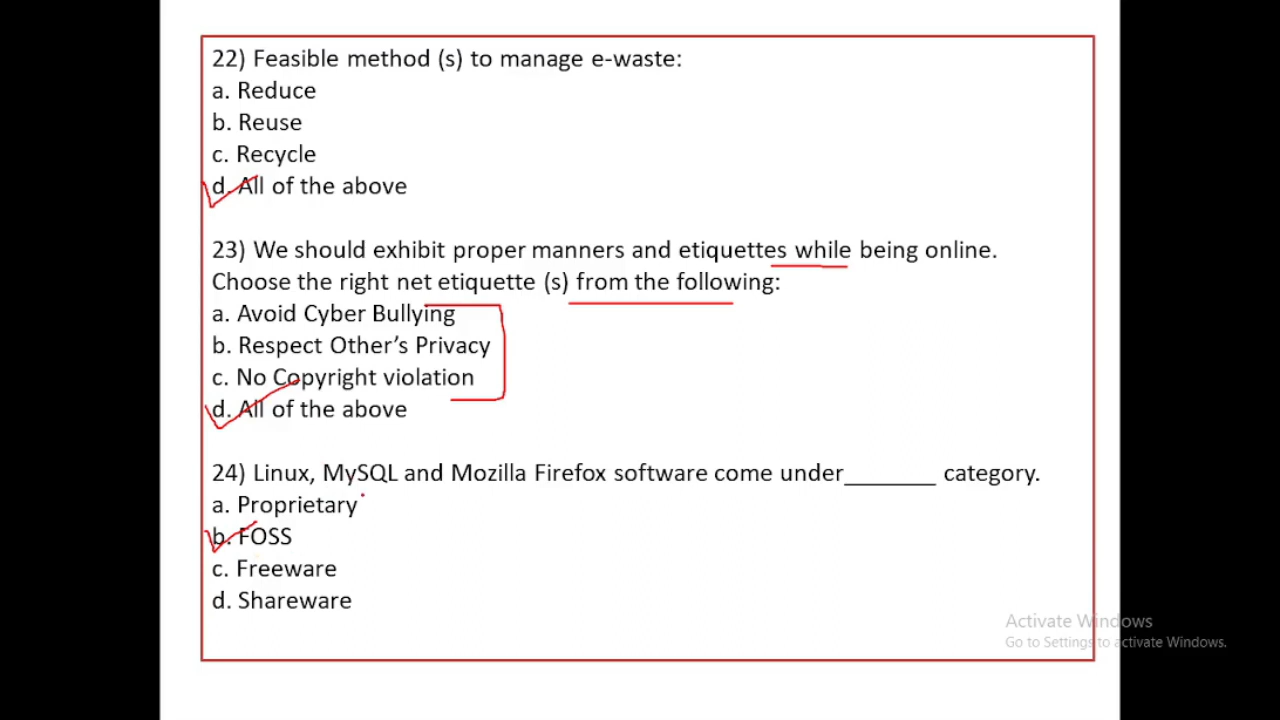 22) Feasible method (s) to manage e-waste:
a. Reduce
b. Reuse
c. Recycle
d. All of the above
23) We should exhibit proper manners and etiquettes while being online.
Choose the right net etiquette (s) from the following:
a. Avoid Cyber Bullying
b. Respect Other’s Privacy
c. No Copyright violation
d. All of the above
24) Linux, MySQL and Mozilla Firefox software come under_______ category.
a. Proprietary
b. FOSS
c. Freeware
d. Shareware
Activate Windows
Go to Settings to activate Windows.